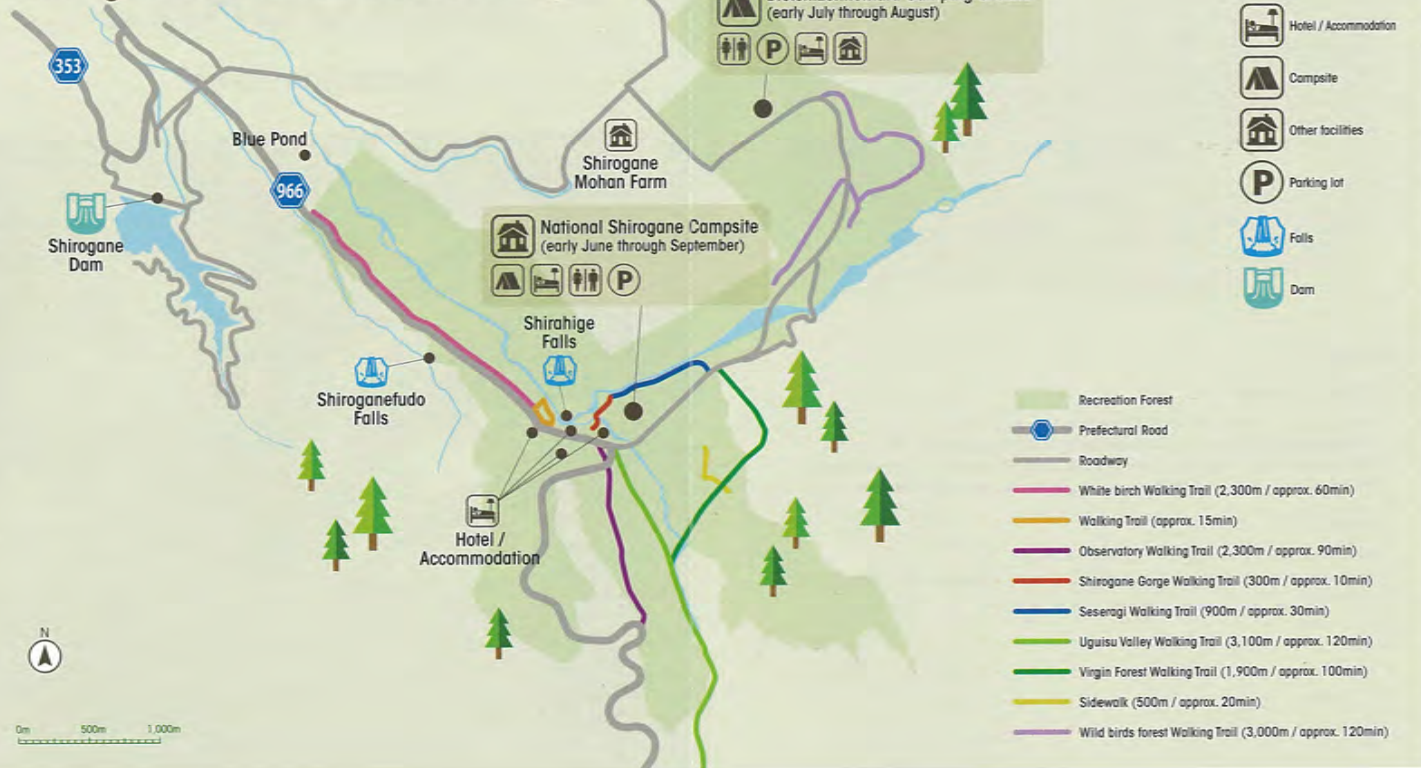 (early July through August)
P
353
Blue Pond
966
Shirogane
Mohan Farm
Shirogane
Dam
National Shirogane Campsite
(early June through September)
P
Shirahige
Falls
Shiroganefudo
Falls
Hotel /
Accommodation
N
0m 500m 1,000m
Hotel / Accommodation
Campsite
Other facilities
P
Parking lot
Falls
Dam
Recreation Forest
Prefectural Road
Roadway
White birch Walking Trail (2,300m / approx. 60min)
Walking Trail (approx. 15min)
Observatory Walking Trail (2,300m / approx. 90min)
Shirogane Gorge Walking Trail (300m / approx. 10min)
Seseragi Walking Trail (900m / approx. 30min)
Uguisu Valley Walking Trail (3,100m / approx. 120min)
Virgin Forest Walking Trail (1,900m / approx. 100min)
Sidewalk (500m / approx. 20min)
Wild birds forest Walking Trail (3,000m / approx. 120min)